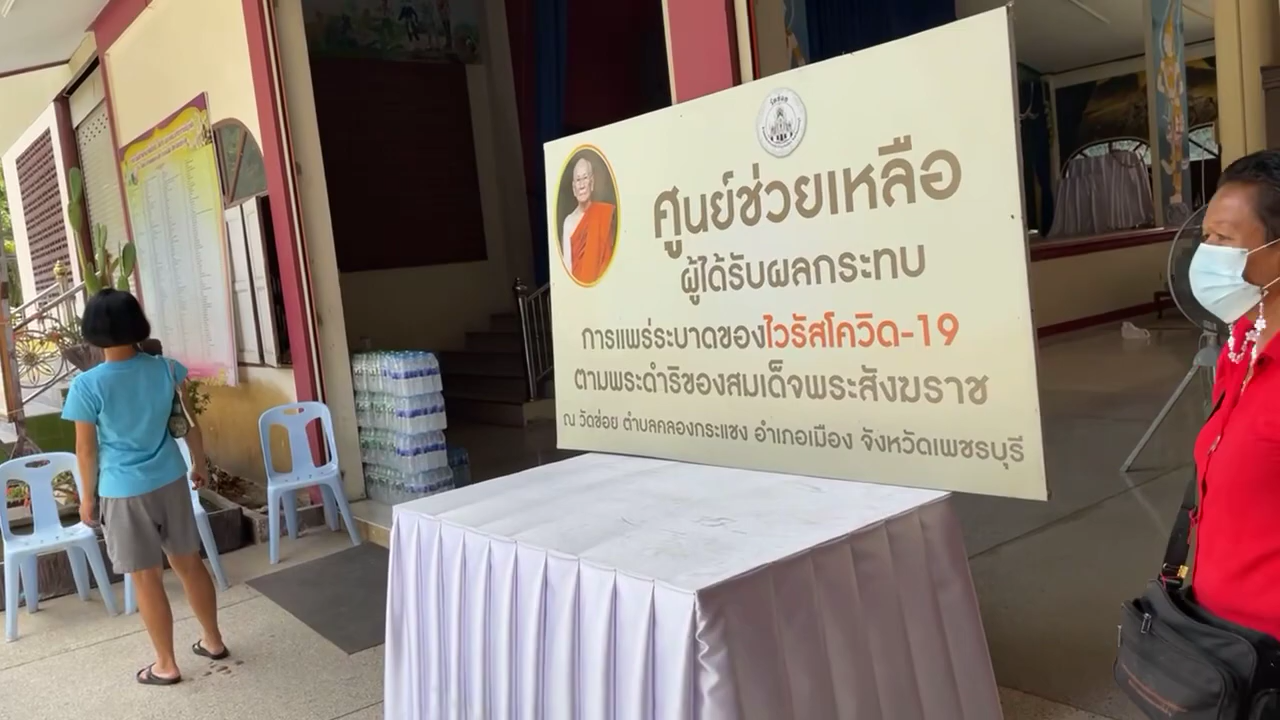 วัดช่อย
ศูนย์ช่วยเหลือ
ผู้ได้รับผลกระทบ
การแพร่ระบาดของไวรัสโควิด-19
ตามพระดำริของสมเด็จพระสังฆราช
ณ วัดช่อย ตำบลคลองกระแชง อำเภอเมือง จังหวัดเพชรบุรี